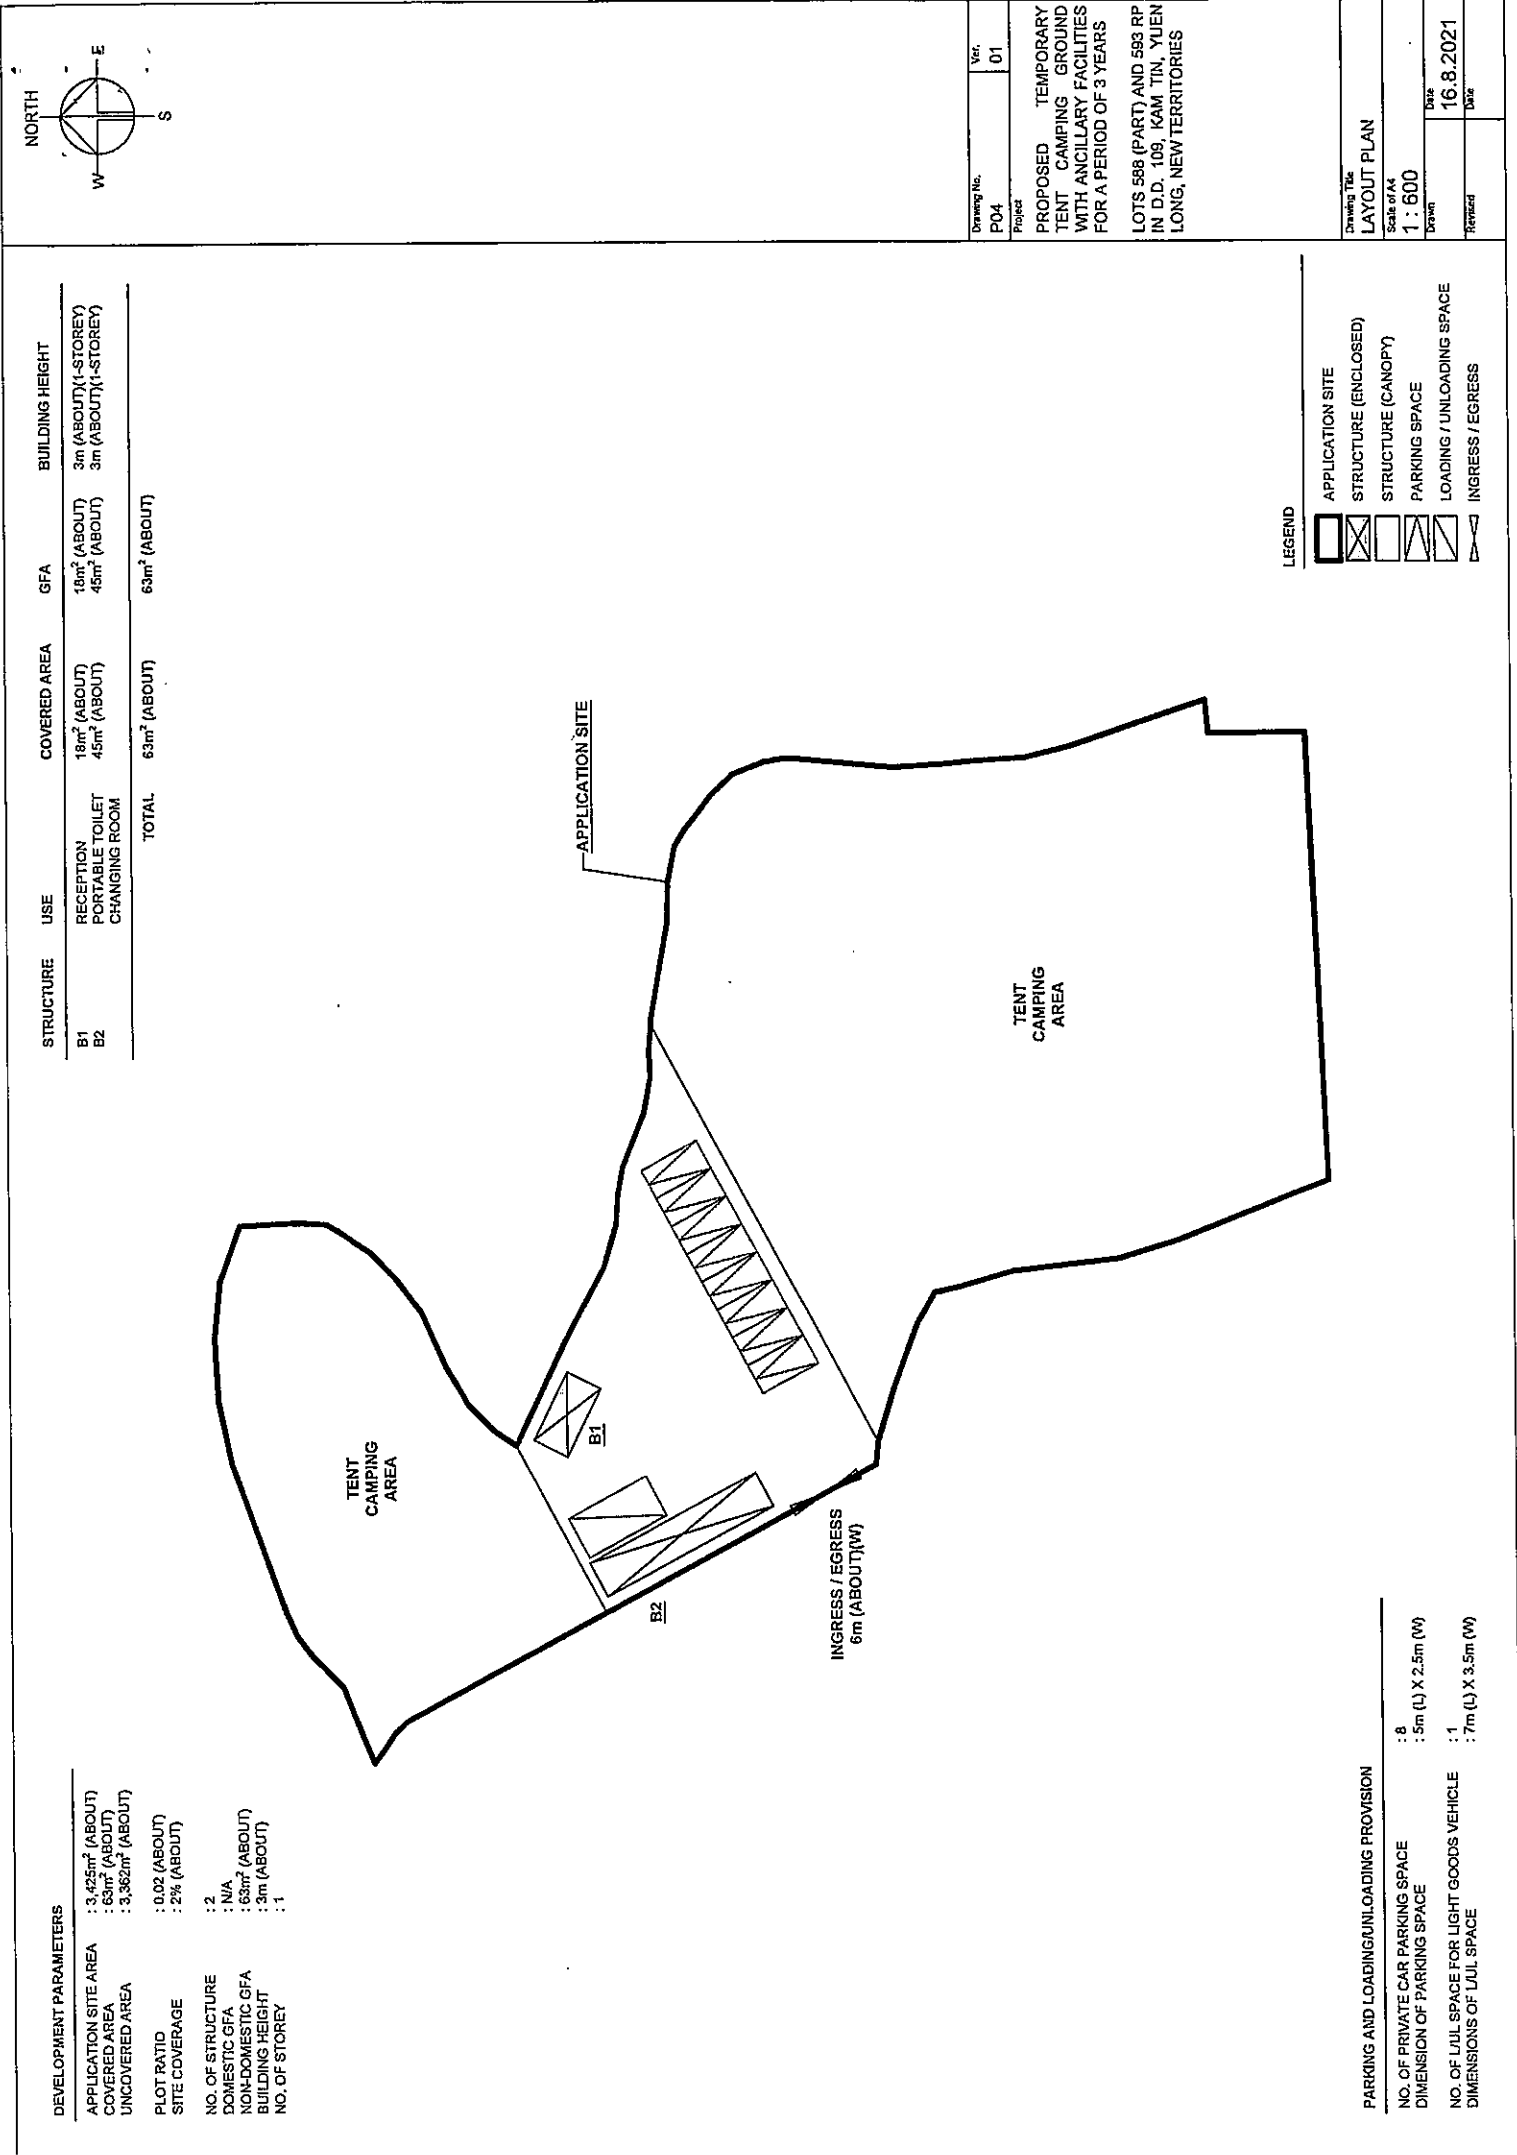 DEVELOPMENT PARAMETERS
APPLICATION SITE AREA : 3,425m² (ABOUT)
COVERED AREA : 63m² (ABOUT)
UNCOVERED AREA : 3,362m² (ABOUT)
PLOT RATIO : 0.02 (ABOUT)
SITE COVERAGE : 2% (ABOUT)
NO. OF STRUCTURE : 2
DOMESTIC GFA : N/A
NON-DOMESTIC GFA : 63m² (ABOUT)
BUILDING HEIGHT : 3m (ABOUT)
NO. OF STOREY : 1
STRUCTURE USE COVERED AREA GFA BUILDING HEIGHT
B1 RECEPTION 18m² (ABOUT) 18m² (ABOUT) 3m (ABOUT)(1-STOREY)
B2 PORTABLE TOILET 45m² (ABOUT) 45m² (ABOUT) 3m (ABOUT)(1-STOREY)
CHANGING ROOM
TOTAL 63m² (ABOUT) 63m² (ABOUT)
NORTH
W
E
S
TENT
CAMPING
AREA
APPLICATION SITE
B1
B2
INGRESS / EGRESS
6m (ABOUT)(W)
TENT
CAMPING
AREA
PARKING AND LOADING/UNLOADING PROVISION
NO. OF PRIVATE CAR PARKING SPACE : 8
DIMENSION OF PARKING SPACE : 5m (L) X 2.5m (W)
NO. OF L/UL SPACE FOR LIGHT GOODS VEHICLE : 1
DIMENSIONS OF L/UL SPACE : 7m (L) X 3.5m (W)
LEGEND
APPLICATION SITE
STRUCTURE (ENCLOSED)
STRUCTURE (CANOPY)
PARKING SPACE
LOADING / UNLOADING SPACE
INGRESS / EGRESS
Drawing No. Ver.
P04 01
Project
PROPOSED TEMPORARY
TENT CAMPING GROUND
WITH ANCILLARY FACILITIES
FOR A PERIOD OF 3 YEARS
LOTS 588 (PART) AND 593 RP
IN D.D. 109, KAM TIN, YUEN
LONG, NEW TERRITORIES
Drawing Title
LAYOUT PLAN
Scale of A4
1 : 600
Drawn Date
16.8.2021
Revised Date